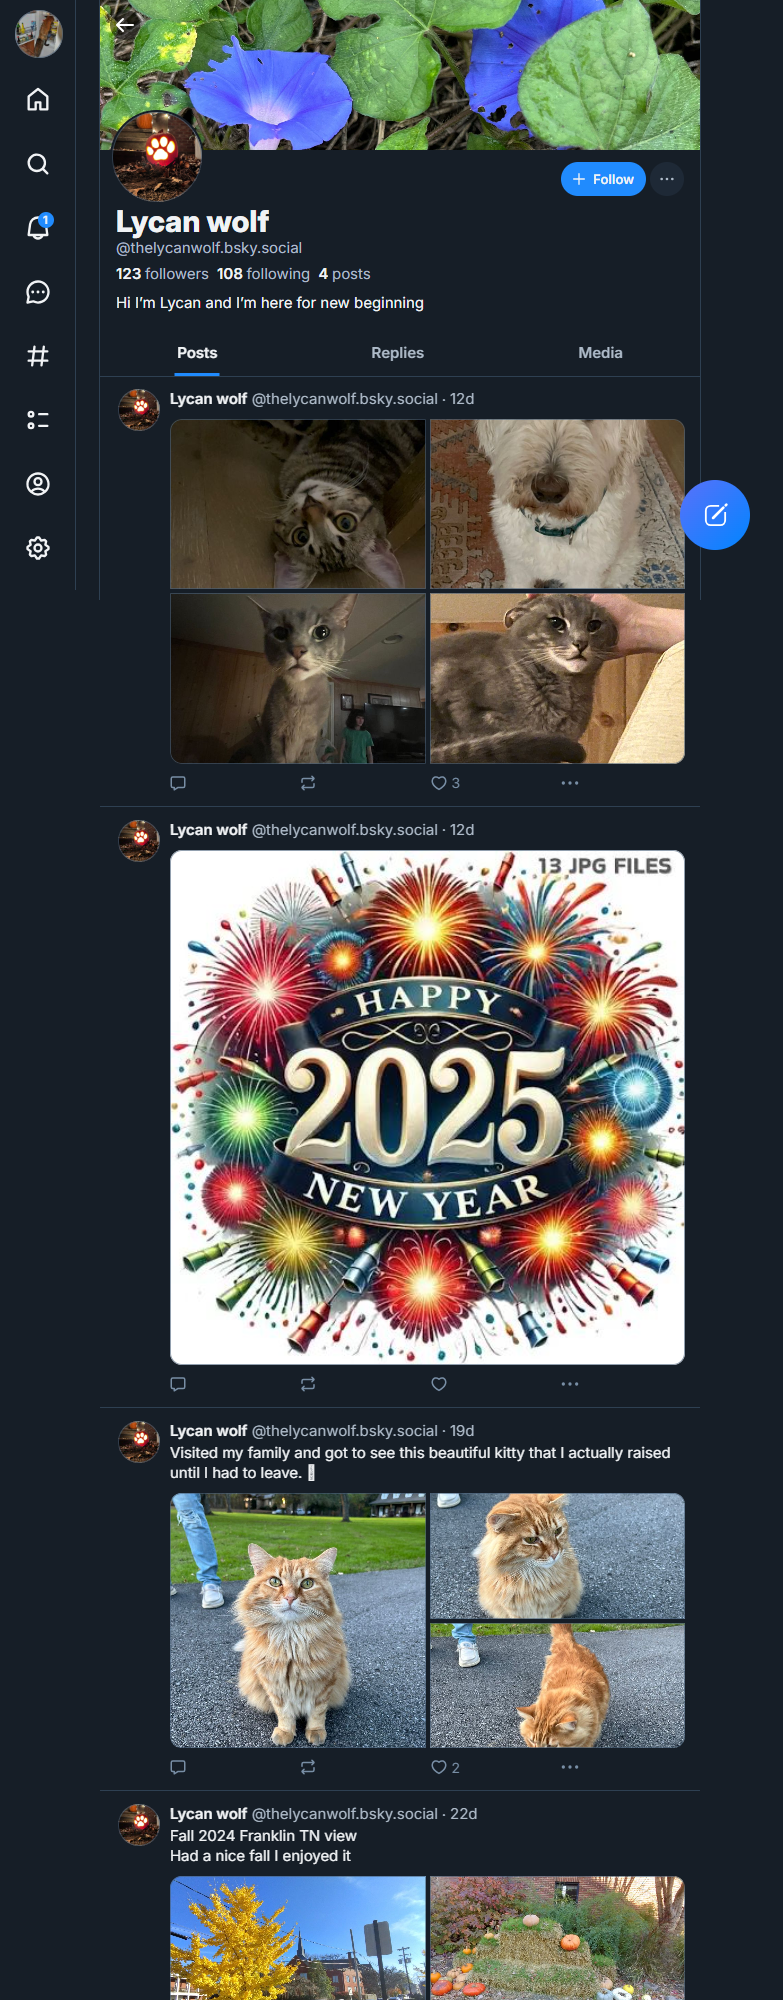 1
+ Follow
Lycan wolf
@thelycanwolf.bsky.social
123 followers 108 following 4 posts
Hi I'm Lycan and I'm here for new beginning
Posts Replies Media
Lycan wolf @thelycanwolf.bsky.social · 12d
3
Lycan wolf @thelycanwolf.bsky.social · 12d
13 JPG FILES
HAPPY
2025
NEW YEAR
Lycan wolf @thelycanwolf.bsky.social · 19d
Visited my family and got to see this beautiful kitty that I actually raised
until I had to leave.
2
Lycan wolf @thelycanwolf.bsky.social · 22d
Fall 2024 Franklin TN view
Had a nice fall I enjoyed it